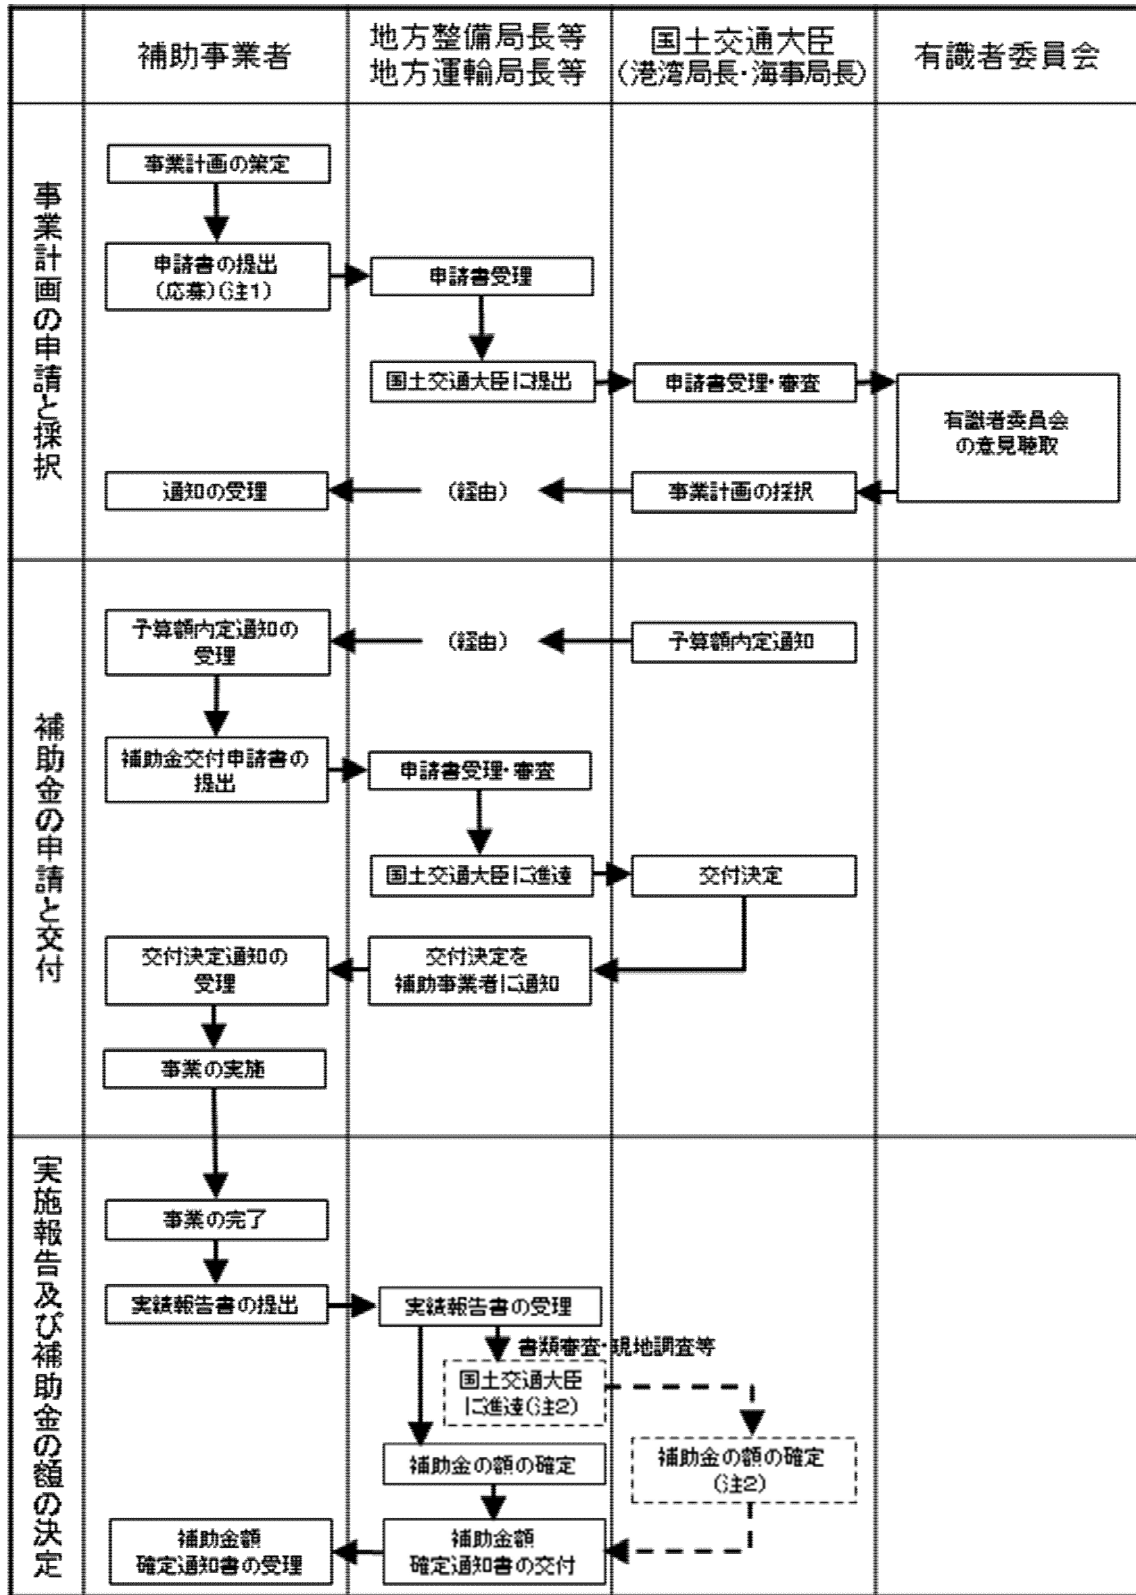 補助事業者
地方整備局長等
地方運輸局長等
国土交通大臣
(港湾局長・海事局長)
有識者委員会
事業計画の申請と採択
事業計画の策定
申請書の提出
(応募)(注1)
申請書受理
国土交通大臣に提出
申請書受理・審査
有識者委員会
の意見聴取
通知の受理
(経由)
事業計画の採択
補助金の申請と交付
予算額内定通知の
受理
(経由)
予算額内定通知
補助金交付申請書の
提出
申請書受理・審査
国土交通大臣に進達
交付決定
交付決定通知の
受理
交付決定を
補助事業者に通知
事業の実施
実施報告及び補助金の額の決定
事業の完了
実績報告書の提出
実績報告書の受理
書類審査・現地調査等
国土交通大臣
に進達(注2)
補助金の額の確定
補助金の額の確定
(注2)
補助金額
確定通知書の受理
補助金額
確定通知書の交付